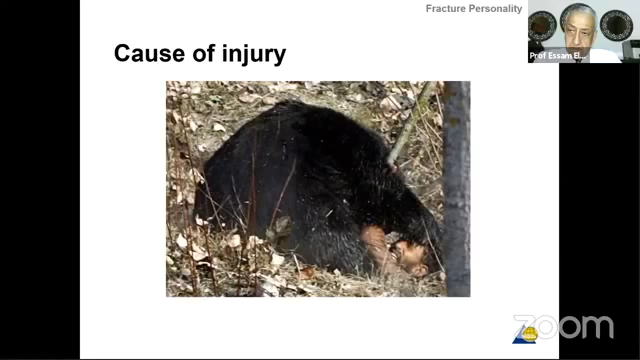 Fracture Personality
Prof Essam El...
Cause of injury
zoom